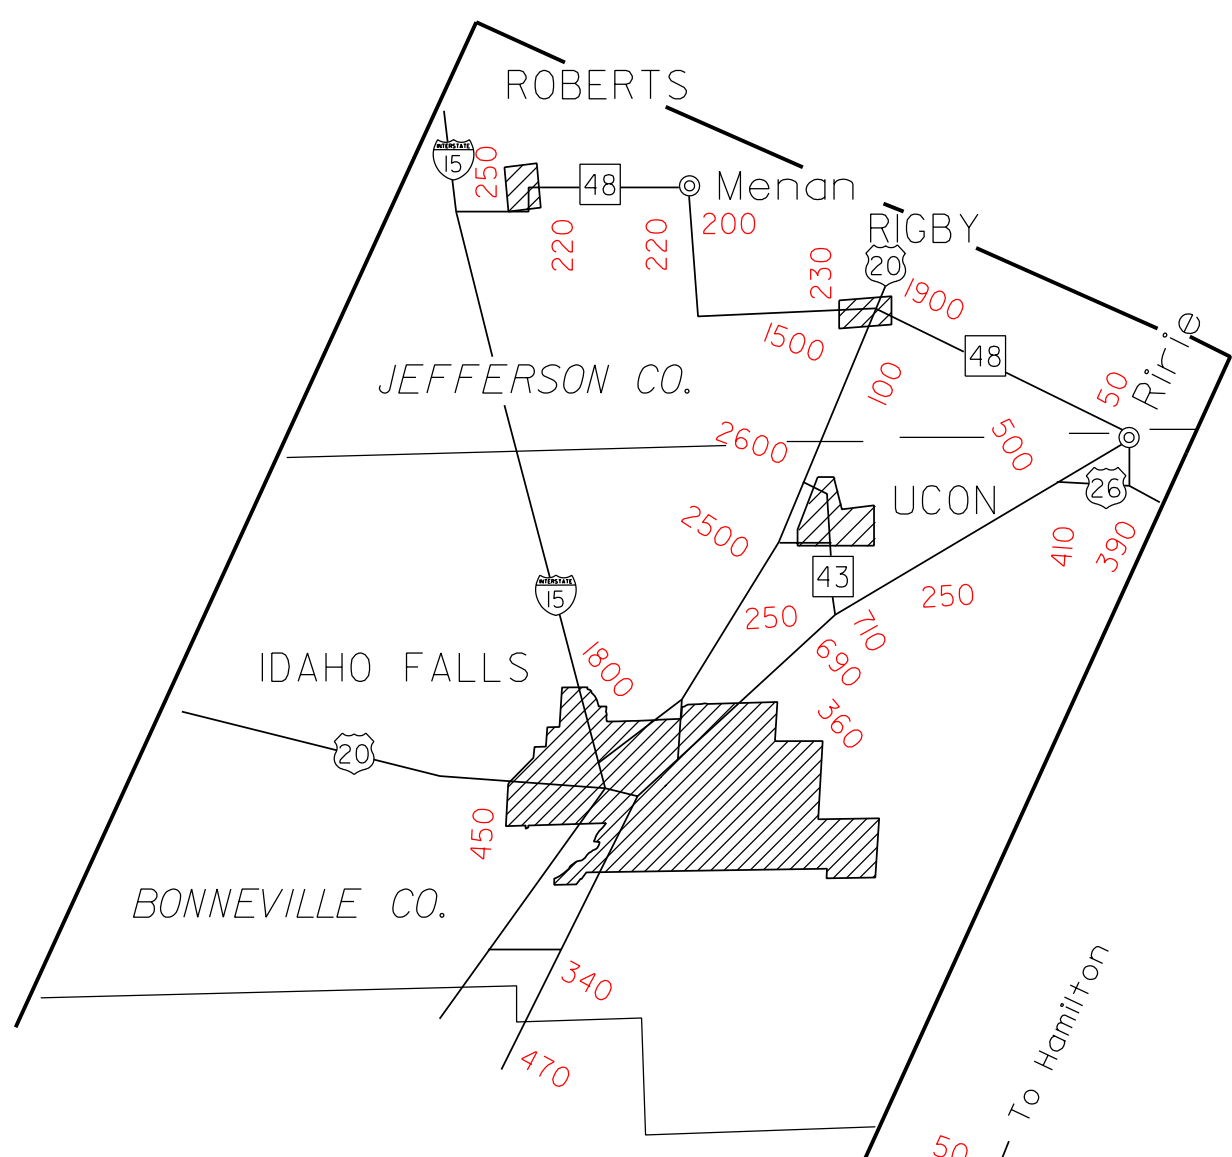 ROBERTS
INTERSTATE
15
250
48
Menan
220
220
200
RIGBY
230
20
1900
1500
48
Ririe
50
JEFFERSON CO.
100
2600
500
26
UCON
2500
410
390
43
INTERSTATE
15
250
250
710
690
IDAHO FALLS
1800
360
20
450
BONNEVILLE CO.
340
470
To Hamilton
50